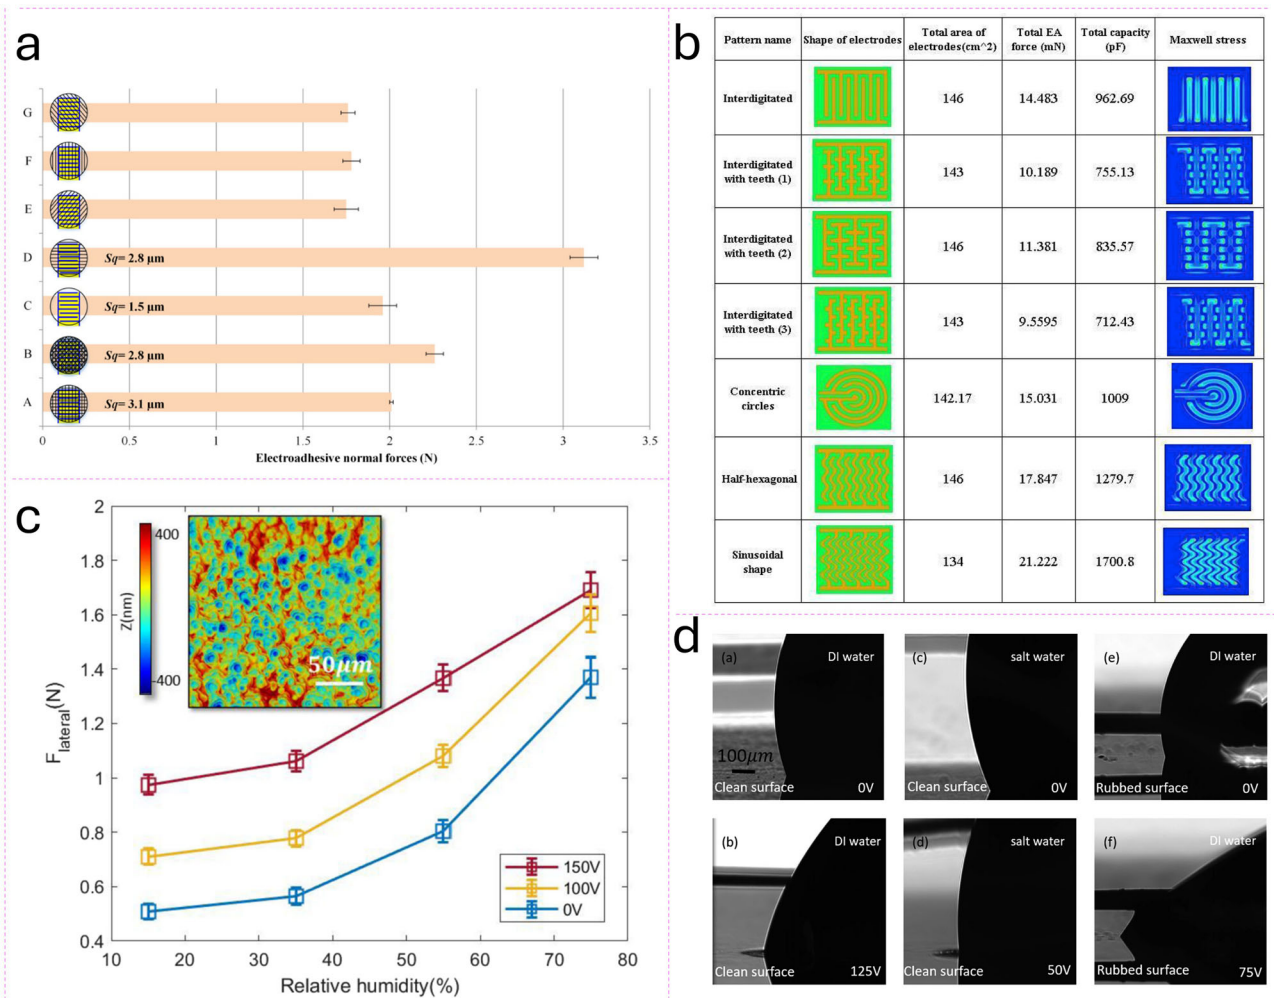 a
G
F
E
D
Sq= 2.8 μm
C
Sq= 1.5 μm
B
Sq= 2.8 μm
A
Sq= 3.1 μm
0 0.5 1 1.5 2 2.5 3 3.5
Electroadhesive normal forces (N)
b
Pattern name Shape of electrodes Total area of electrodes(cm^2) Total EA force (mN) Total capacity (pF) Maxwell stress
Interdigitated 146 14.483 962.69
Interdigitated with teeth (1) 143 10.189 755.13
Interdigitated with teeth (2) 146 11.381 835.57
Interdigitated with teeth (3) 143 9.5595 712.43
Concentric circles 142.17 15.031 1009
Half-hexagonal 146 17.847 1279.7
Sinusoidal shape 134 21.222 1700.8
c
2
1.8
1.6
1.4
1.2
1
0.8
0.6
0.4
F lateral (N)
400
Z(nm)
-400
50μm
150V
100V
0V
10 20 30 40 50 60 70 80
Relative humidity(%)
d
(a)
DI water
100μm
Clean surface 0V
(c)
salt water
Clean surface 0V
(e)
DI water
Rubbed surface 0V
(b)
DI water
Clean surface 125V
(d)
salt water
Clean surface 50V
(f)
DI water
Rubbed surface 75V